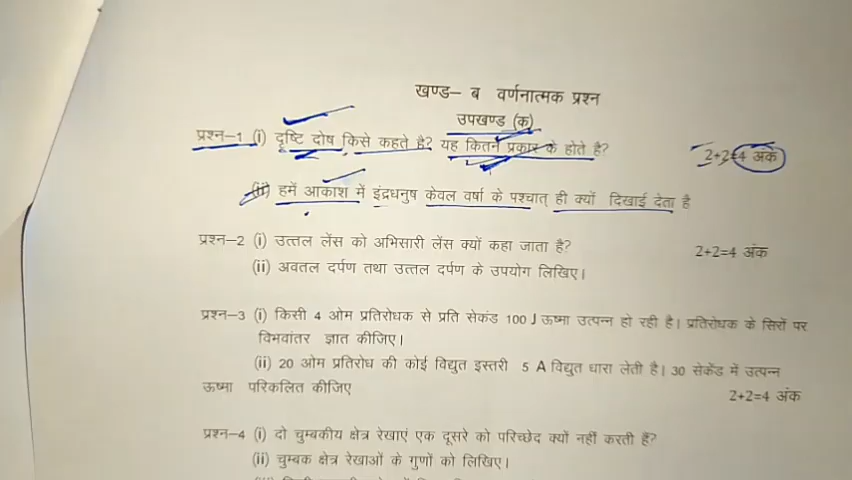 खण्ड– ब वर्णनात्मक प्रश्न
उपखण्ड (क)
प्रश्न–1 (i) दृष्टि दोष किसे कहते है? यह कितने प्रकार के होते है?
2+2=4 अंक
(ii) हमें आकाश में इंद्रधनुष केवल वर्षा के पश्चात् ही क्यों दिखाई देता है
प्रश्न–2 (i) उत्तल लेंस को अभिसारी लेंस क्यों कहा जाता है?
2+2=4 अंक
(ii) अवतल दर्पण तथा उत्तल दर्पण के उपयोग लिखिए।
प्रश्न–3 (i) किसी 4 ओम प्रतिरोधक से प्रति सेकंड 100 J ऊष्मा उत्पन्न हो रही है। प्रतिरोधक के सिरों पर
विभवांतर ज्ञात कीजिए।
(ii) 20 ओम प्रतिरोध की कोई विद्युत इस्तरी 5 A विद्युत धारा लेती है। 30 सेकेंड में उत्पन्न
ऊष्मा परिकलित कीजिए
2+2=4 अंक
प्रश्न–4 (i) दो चुम्बकीय क्षेत्र रेखाएं एक दूसरे को परिच्छेद क्यों नहीं करती हैं?
(ii) चुम्बक क्षेत्र रेखाओं के गुणों को लिखिए।